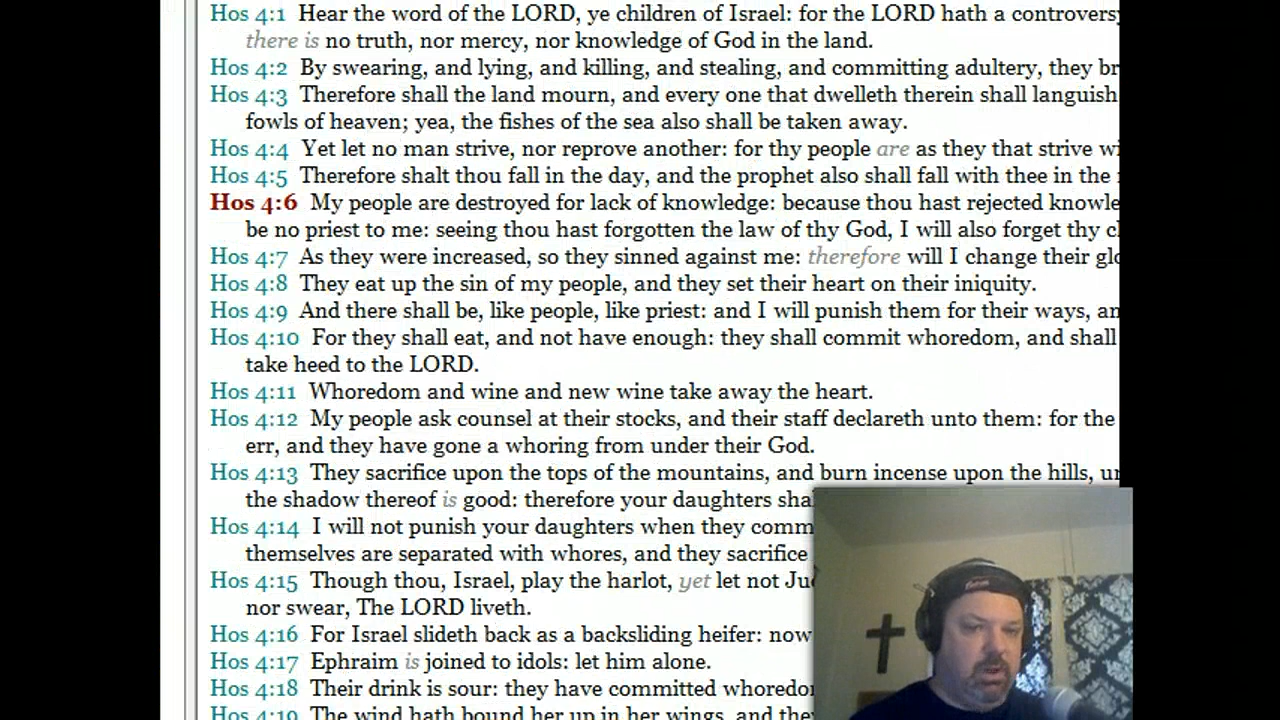 Hos 4:1 Hear the word of the LORD, ye children of Israel: for the LORD hath a controvers
there is no truth, nor mercy, nor knowledge of God in the land.
Hos 4:2 By swearing, and lying, and killing, and stealing, and committing adultery, they br
Hos 4:3 Therefore shall the land mourn, and every one that dwelleth therein shall languish
fowls of heaven; yea, the fishes of the sea also shall be taken away.
Hos 4:4 Yet let no man strive, nor reprove another: for thy people are as they that strive wi
Hos 4:5 Therefore shalt thou fall in the day, and the prophet also shall fall with thee in the
Hos 4:6 My people are destroyed for lack of knowledge: because thou hast rejected knowle
be no priest to me: seeing thou hast forgotten the law of thy God, I will also forget thy c
Hos 4:7 As they were increased, so they sinned against me: therefore will I change their glo
Hos 4:8 They eat up the sin of my people, and they set their heart on their iniquity.
Hos 4:9 And there shall be, like people, like priest: and I will punish them for their ways, an
Hos 4:10 For they shall eat, and not have enough: they shall commit whoredom, and shall
take heed to the LORD.
Hos 4:11 Whoredom and wine and new wine take away the heart.
Hos 4:12 My people ask counsel at their stocks, and their staff declareth unto them: for the
err, and they have gone a whoring from under their God.
Hos 4:13 They sacrifice upon the tops of the mountains, and burn incense upon the hills, u
the shadow thereof is good: therefore your daughters sha
Hos 4:14 I will not punish your daughters when they comm
themselves are separated with whores, and they sacrifice
Hos 4:15 Though thou, Israel, play the harlot, yet let not Ju
nor swear, The LORD liveth.
Hos 4:16 For Israel slideth back as a backsliding heifer: now
Hos 4:17 Ephraim is joined to idols: let him alone.
Hos 4:18 Their drink is sour: they have committed whoredo
Hos 4:19 The wind hath bound her up in her wings, and they